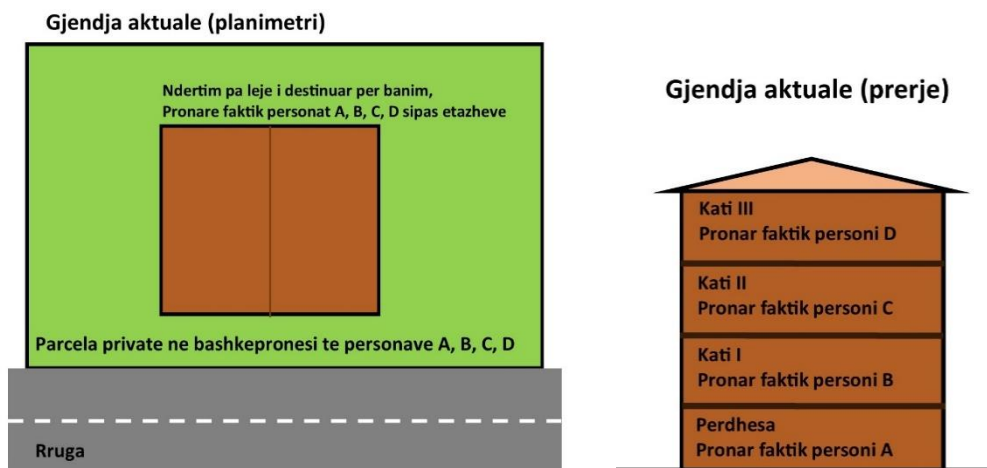 Gjendja aktuale (planimetri)
Ndertim pa leje i destinuar per banim,
Pronare faktik personat A, B, C, D sipas etazheve
Parcela private ne bashkepronesi te personave A, B, C, D
Rruga
Gjendja aktuale (prerje)
Kati III
Pronar faktik personi D
Kati II
Pronar faktik personi C
Kati I
Pronar faktik personi B
Perdhesa
Pronar faktik personi A